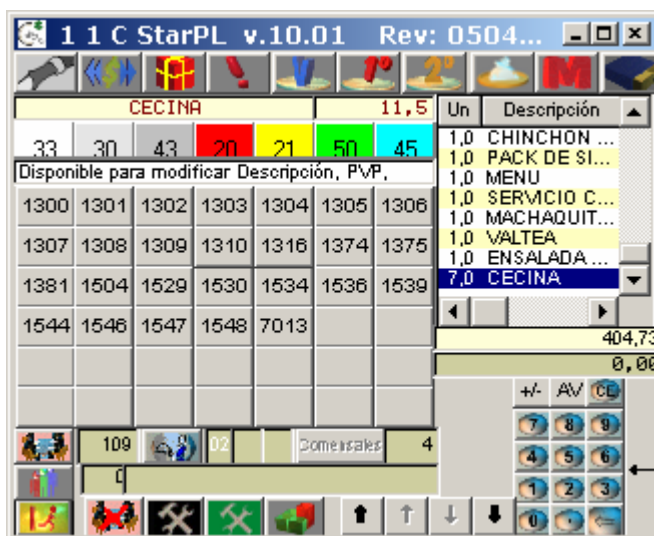 1 1 C StarPL v.10.01 Rev: 0504...
CECINA 11,5
33 30 43 20 21 50 45
Disponible para modificar Descripción, PVP,
1300 1301 1302 1303 1304 1305 1306
1307 1308 1309 1310 1316 1374 1375
1381 1504 1529 1530 1534 1536 1539
1544 1546 1547 1548 7013
Un Descripción
1,0 CHINCHON ...
1,0 PACK DE SI...
1,0 MENU
1,0 SERVICIO C...
1,0 MACHAQUIT...
1,0 VALTEA
1,0 ENSALADA ...
7,0 CECINA
404,73
0,00
+/- AV CE
7 8 9
4 5 6
1 2 3
0 .
109 02 Comensales 4
1º 2º M